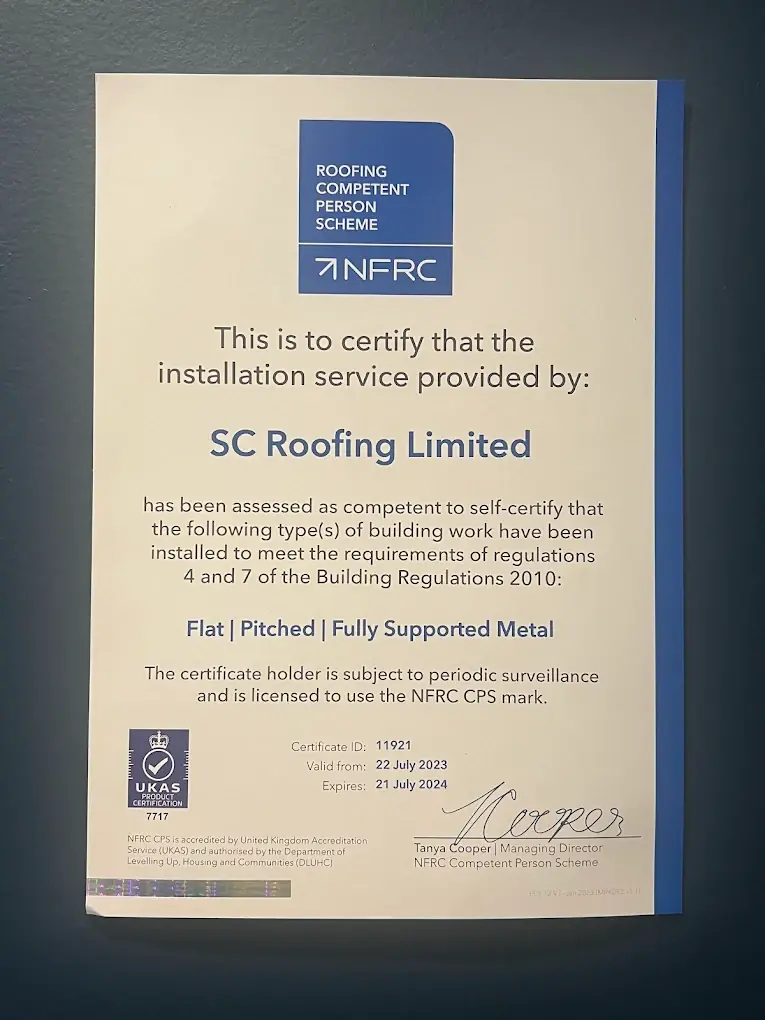 ROOFING
COMPETENT
PERSON
SCHEME
NFRC
This is to certify that the
installation service provided by:
SC Roofing Limited
has been assessed as competent to self-certify that
the following type(s) of building work have been
installed to meet the requirements of regulations
4 and 7 of the Building Regulations 2010:
Flat | Pitched | Fully Supported Metal
The certificate holder is subject to periodic surveillance
and is licensed to use the NFRC CPS mark.
UKAS
PRODUCT
CERTIFICATION
7717
Certificate ID: 11921
Valid from: 22 July 2023
Expires: 21 July 2024
NFRC CPS is accredited by United Kingdom Accreditation
Service (UKAS) and authorised by the Department of
Levelling Up, Housing and Communities (DLUHC)
TCooper
Tanya Cooper | Managing Director
NFRC Competent Person Scheme